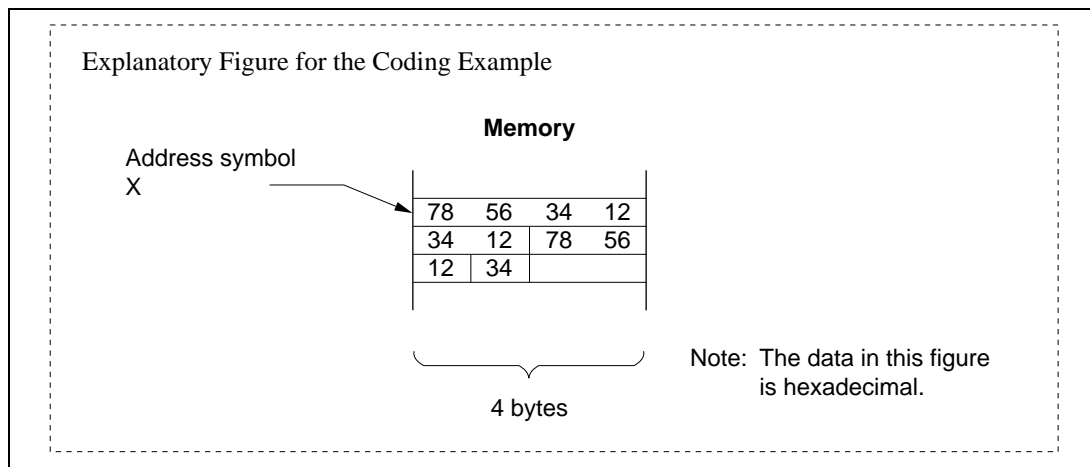 Explanatory Figure for the Coding Example
Memory
Address symbol
X
78 56 34 12
34 12 78 56
12 34
4 bytes
Note: The data in this figure
is hexadecimal.